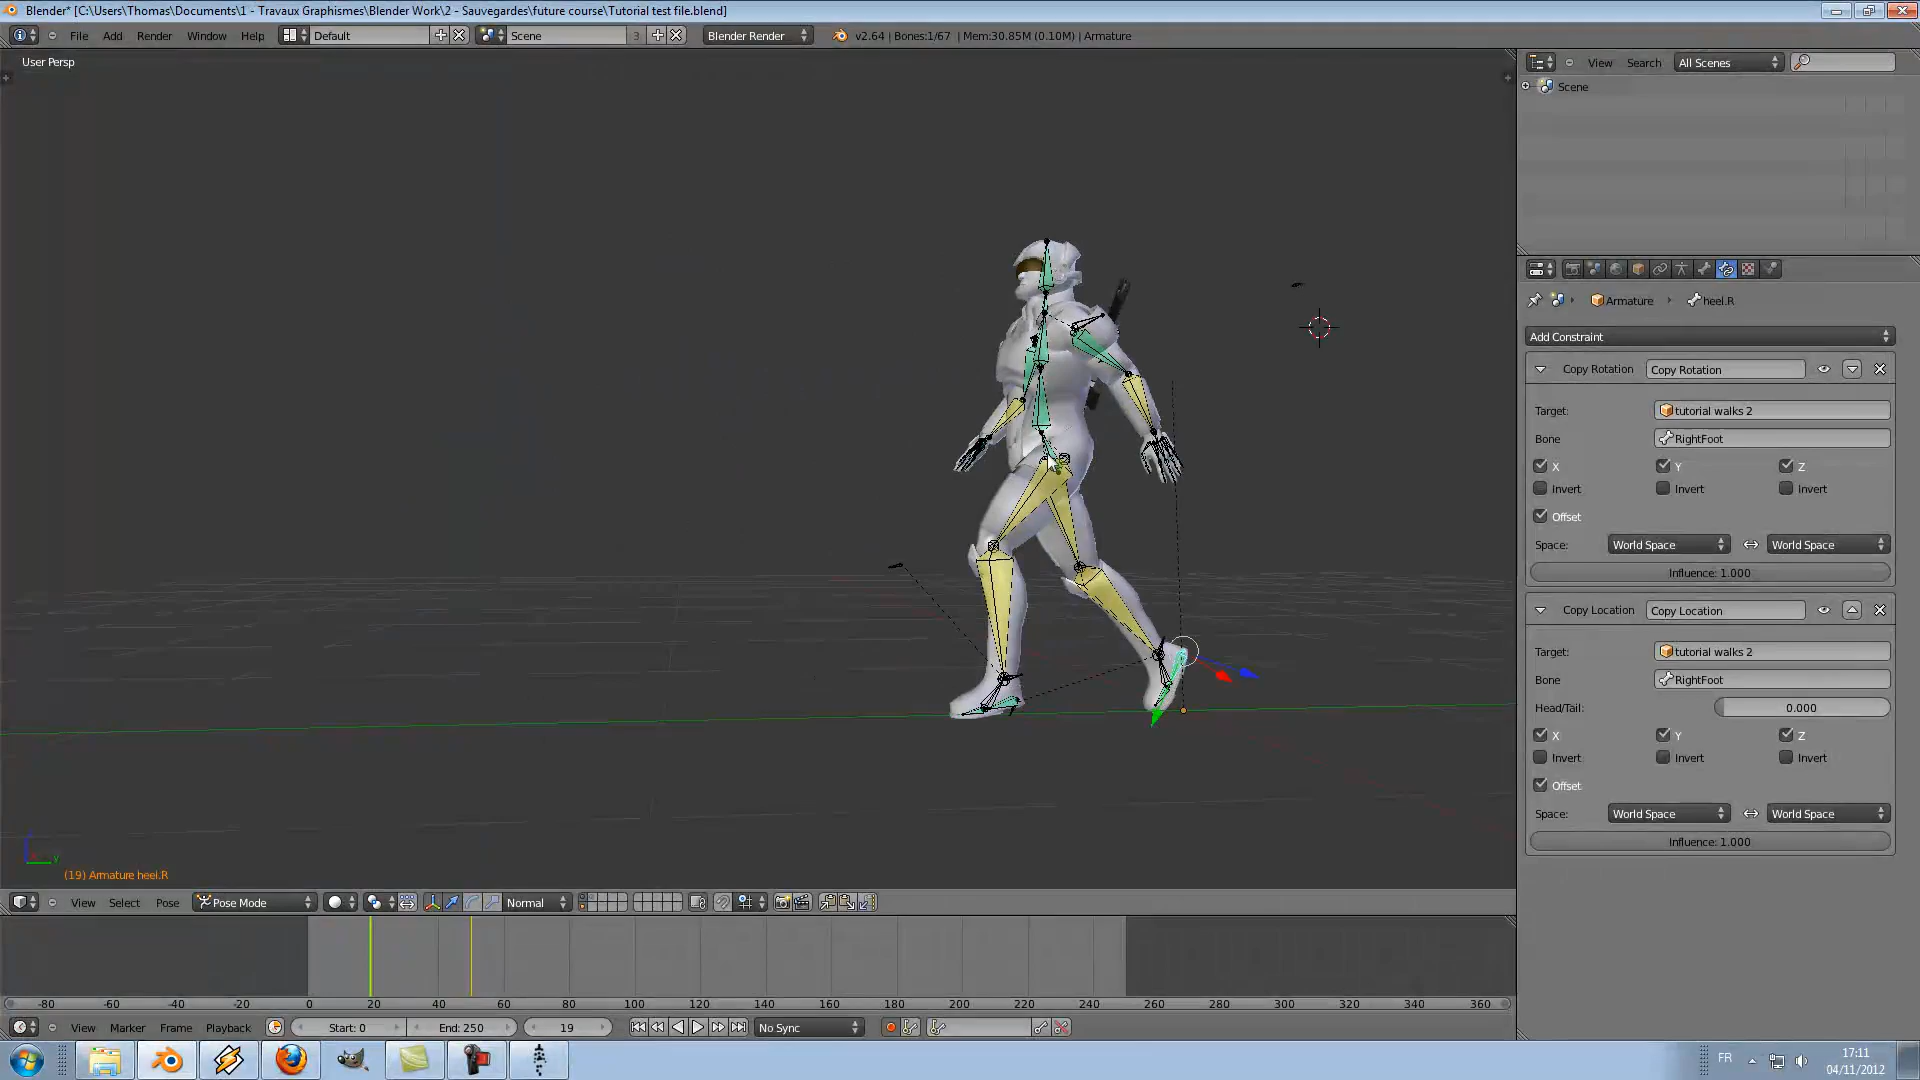 Blender* [C:\Users\Thomas\Documents\1 - Travaux Graphismes\Blender Work\2 - Sauvegardes\future course\Tutorial test file.blend]
File Add Render Window Help Default Scene 3 Blender Render v2.64 | Bones:1/67 | Mem:30.85M (0.10M) | Armature
User Persp
View Search All Scenes
Scene
Armature heel.R
Add Constraint
Copy Rotation Copy Rotation
Target: tutorial walks 2
Bone RightFoot
X Y Z
Invert Invert Invert
Offset
Space: World Space World Space
Influence: 1.000
Copy Location Copy Location
Target: tutorial walks 2
Bone RightFoot
Head/Tail: 0.000
X Y Z
Invert Invert Invert
Offset
Space: World Space World Space
Influence: 1.000
(19) Armature heel.R
View Select Pose Pose Mode Normal
-80 -60 -40 -20 0 20 40 60 80 100 120 140 160 180 200 220 240 260 280 300 320 340 360
View Marker Frame Playback Start: 0 End: 250 19 No Sync
FR 17:11
04/11/2012